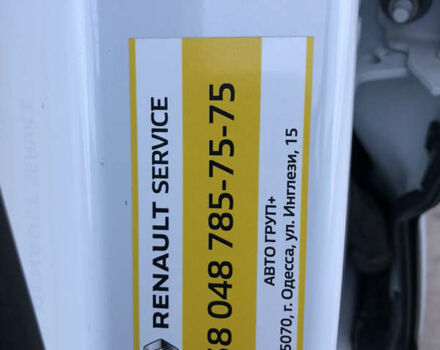 RENAULT SERVICE
8 048 785-75-75
АВТО ГРУП+
5070, г. Одесса, ул. Инглези, 15